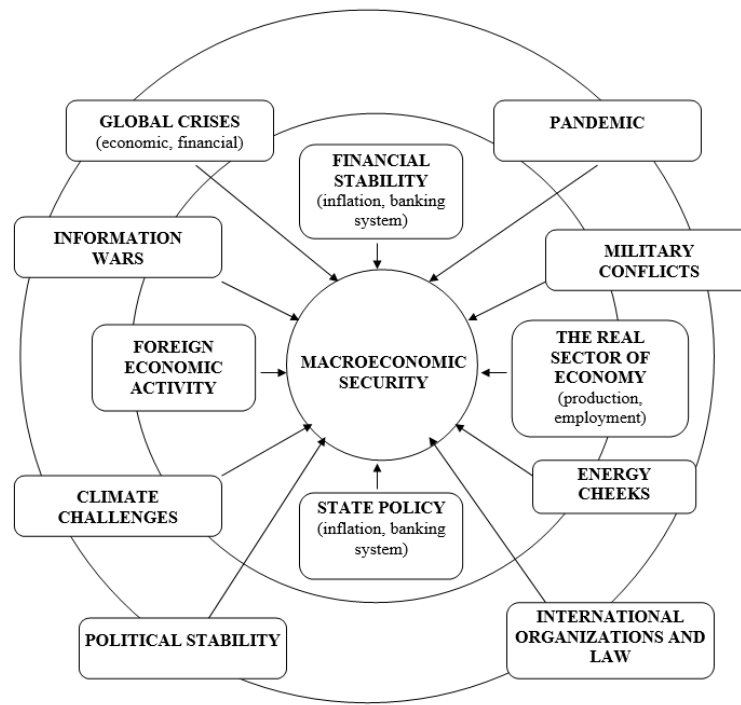 GLOBAL CRISES
(economic, financial)
PANDEMIC
FINANCIAL
STABILITY
(inflation, banking
system)
INFORMATION
WARS
MILITARY
CONFLICTS
FOREIGN
ECONOMIC
ACTIVITY
MACROECONOMIC
SECURITY
THE REAL
SECTOR OF
ECONOMY
(production,
employment)
CLIMATE
CHALLENGES
STATE POLICY
(inflation, banking
system)
ENERGY
CHEEKS
POLITICAL STABILITY
INTERNATIONAL
ORGANIZATIONS AND
LAW